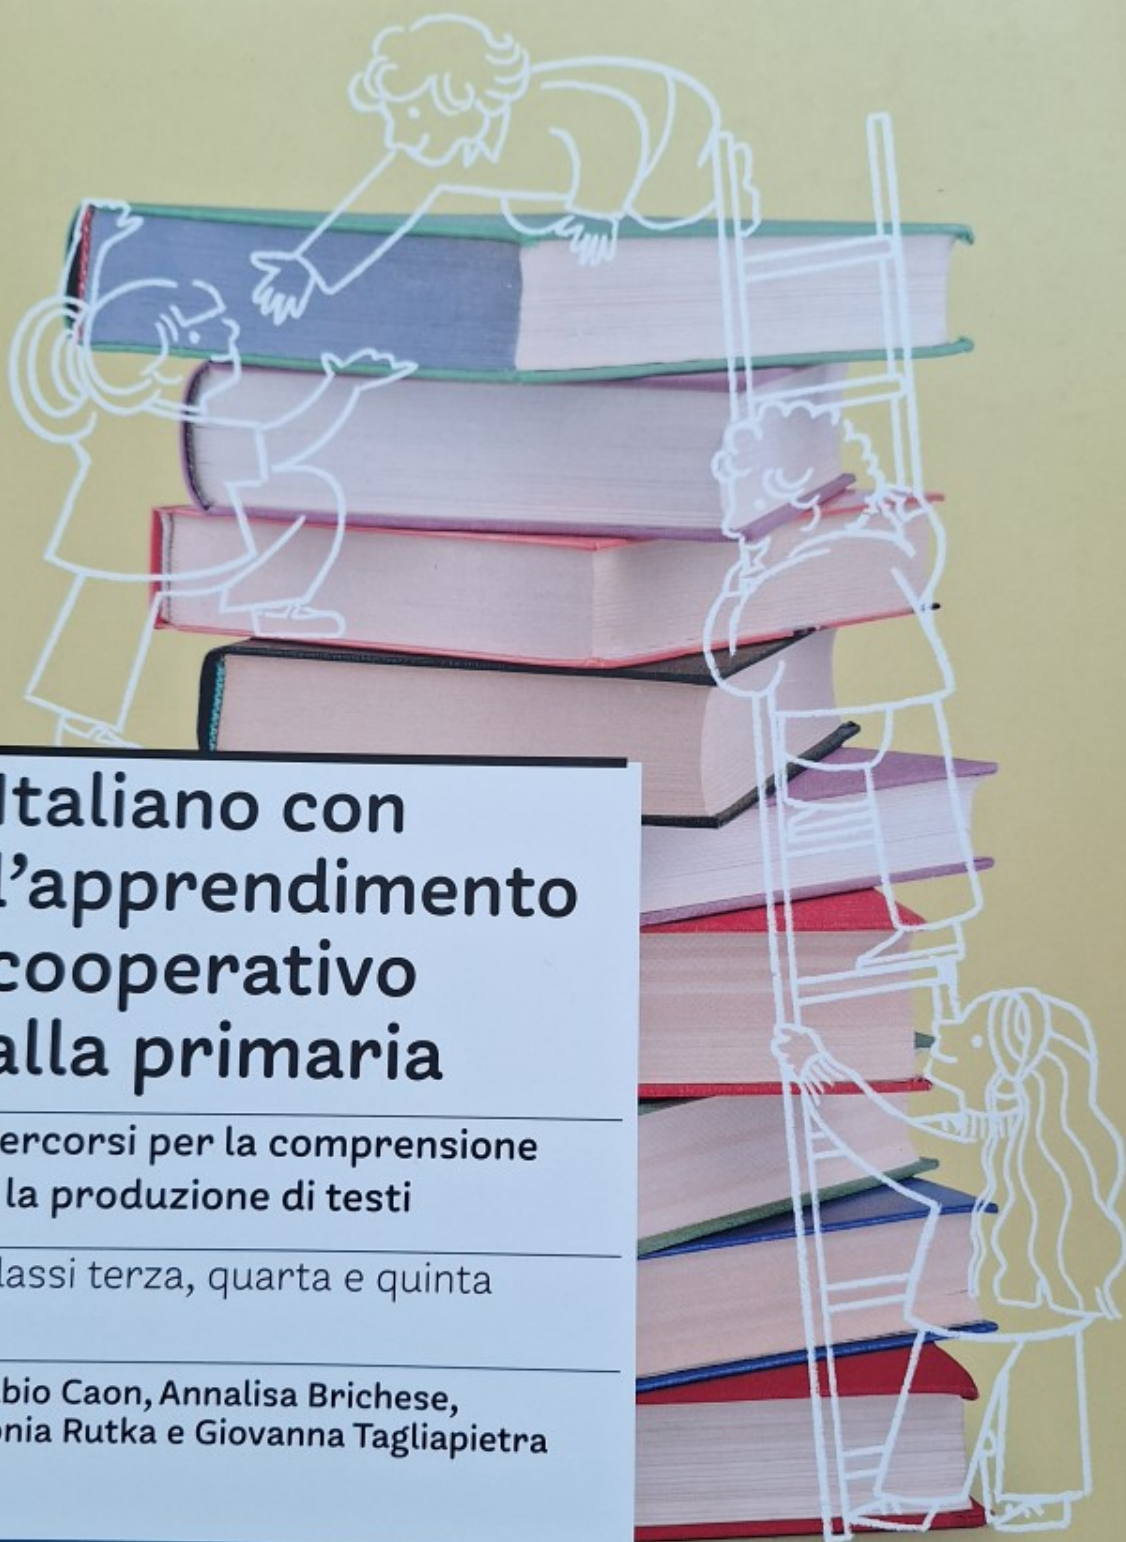 Italiano con
l'apprendimento
cooperativo
alla primaria
ercorsi per la comprensione
la produzione di testi
lassi terza, quarta e quinta
bio Caon, Annalisa Brichese,
onia Rutka e Giovanna Tagliapietra